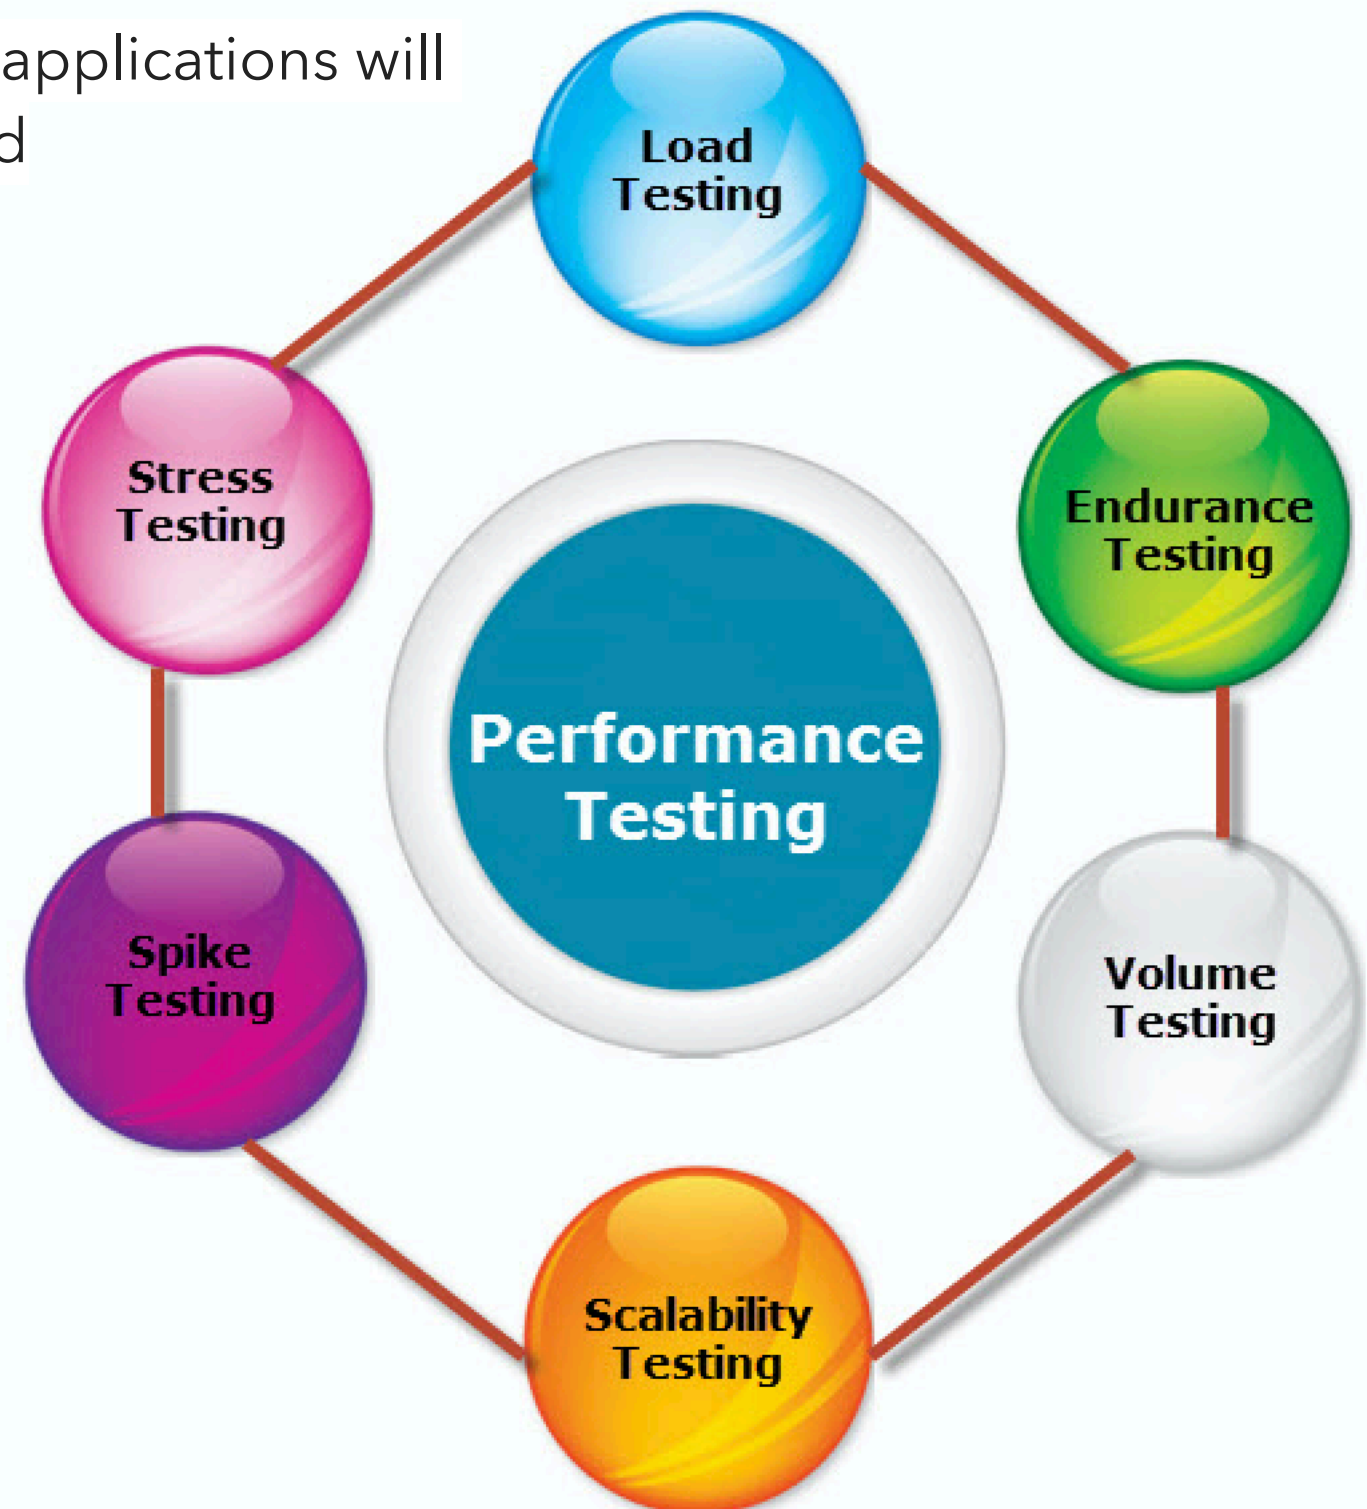 applications will
d
Load
Testing
Stress
Testing
Endurance
Testing
Performance
Testing
Spike
Testing
Volume
Testing
Scalability
Testing